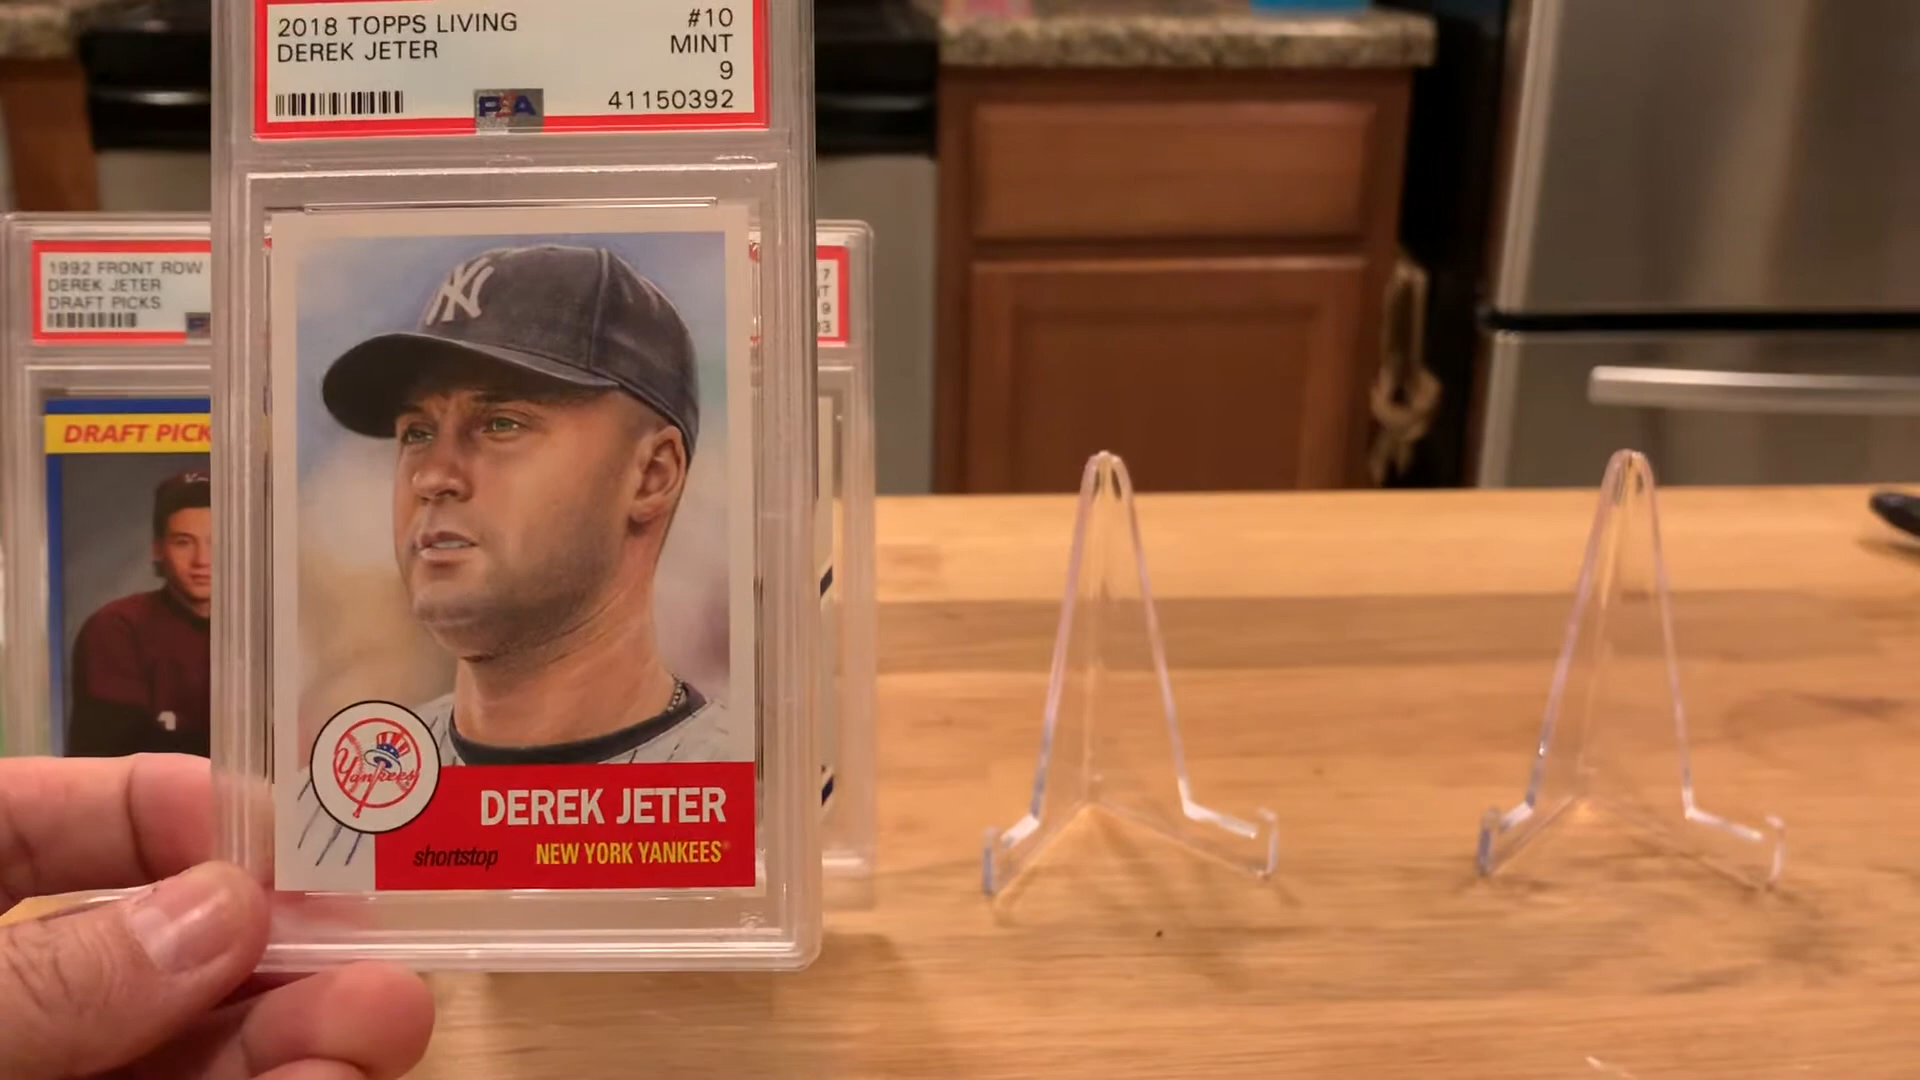 2018 TOPPS LIVING #10
DEREK JETER MINT
9
PSA 41150392
1992 FRONT ROW
DEREK JETER
DRAFT PICKS
DRAFT PICK
NY
Yankees
DEREK JETER
shortstop NEW YORK YANKEES